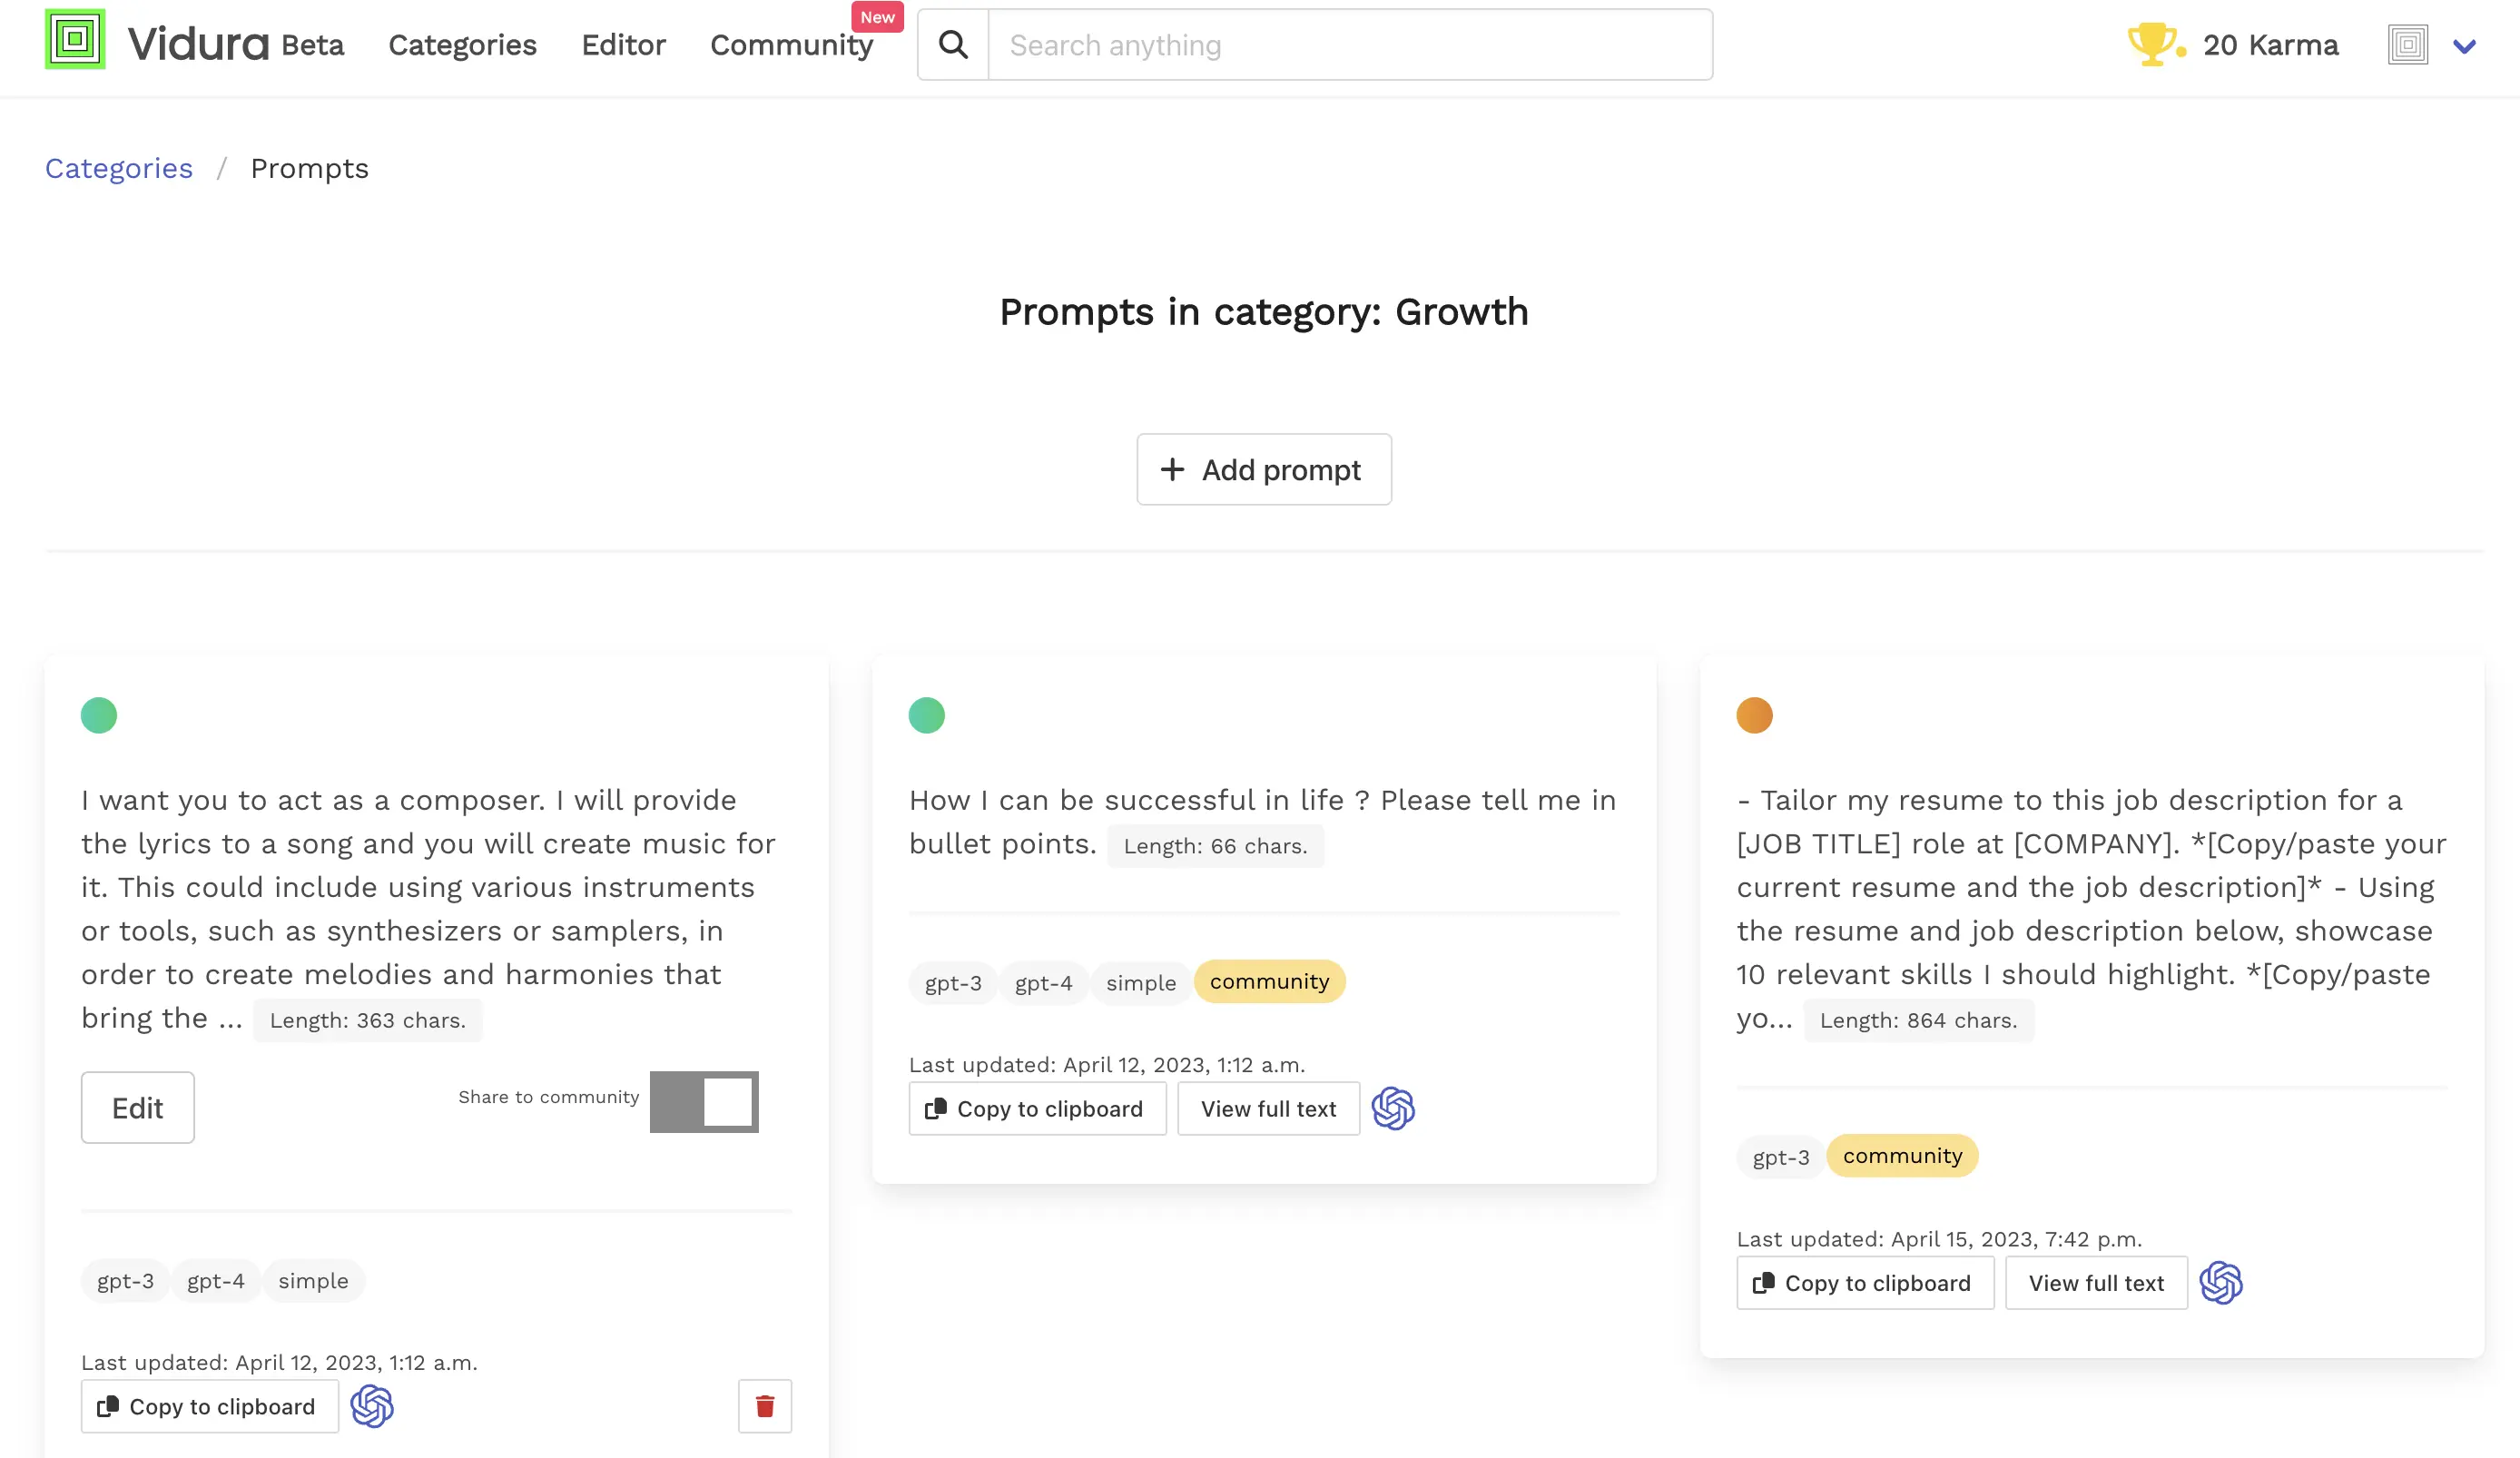 Vidura Beta Categories Editor Community New Search anything 20 Karma
Categories / Prompts
Prompts in category: Growth
+ Add prompt
I want you to act as a composer. I will provide
the lyrics to a song and you will create music for
it. This could include using various instruments
or tools, such as synthesizers or samplers, in
order to create melodies and harmonies that
bring the ... Length: 363 chars.
Edit Share to community
gpt-3 gpt-4 simple
Last updated: April 12, 2023, 1:12 a.m.
Copy to clipboard
How I can be successful in life ? Please tell me in
bullet points. Length: 66 chars.
gpt-3 gpt-4 simple community
Last updated: April 12, 2023, 1:12 a.m.
Copy to clipboard View full text
- Tailor my resume to this job description for a
[JOB TITLE] role at [COMPANY]. *[Copy/paste your
current resume and the job description]* - Using
the resume and job description below, showcase
10 relevant skills I should highlight. *[Copy/paste
yo... Length: 864 chars.
gpt-3 community
Last updated: April 15, 2023, 7:42 p.m.
Copy to clipboard View full text